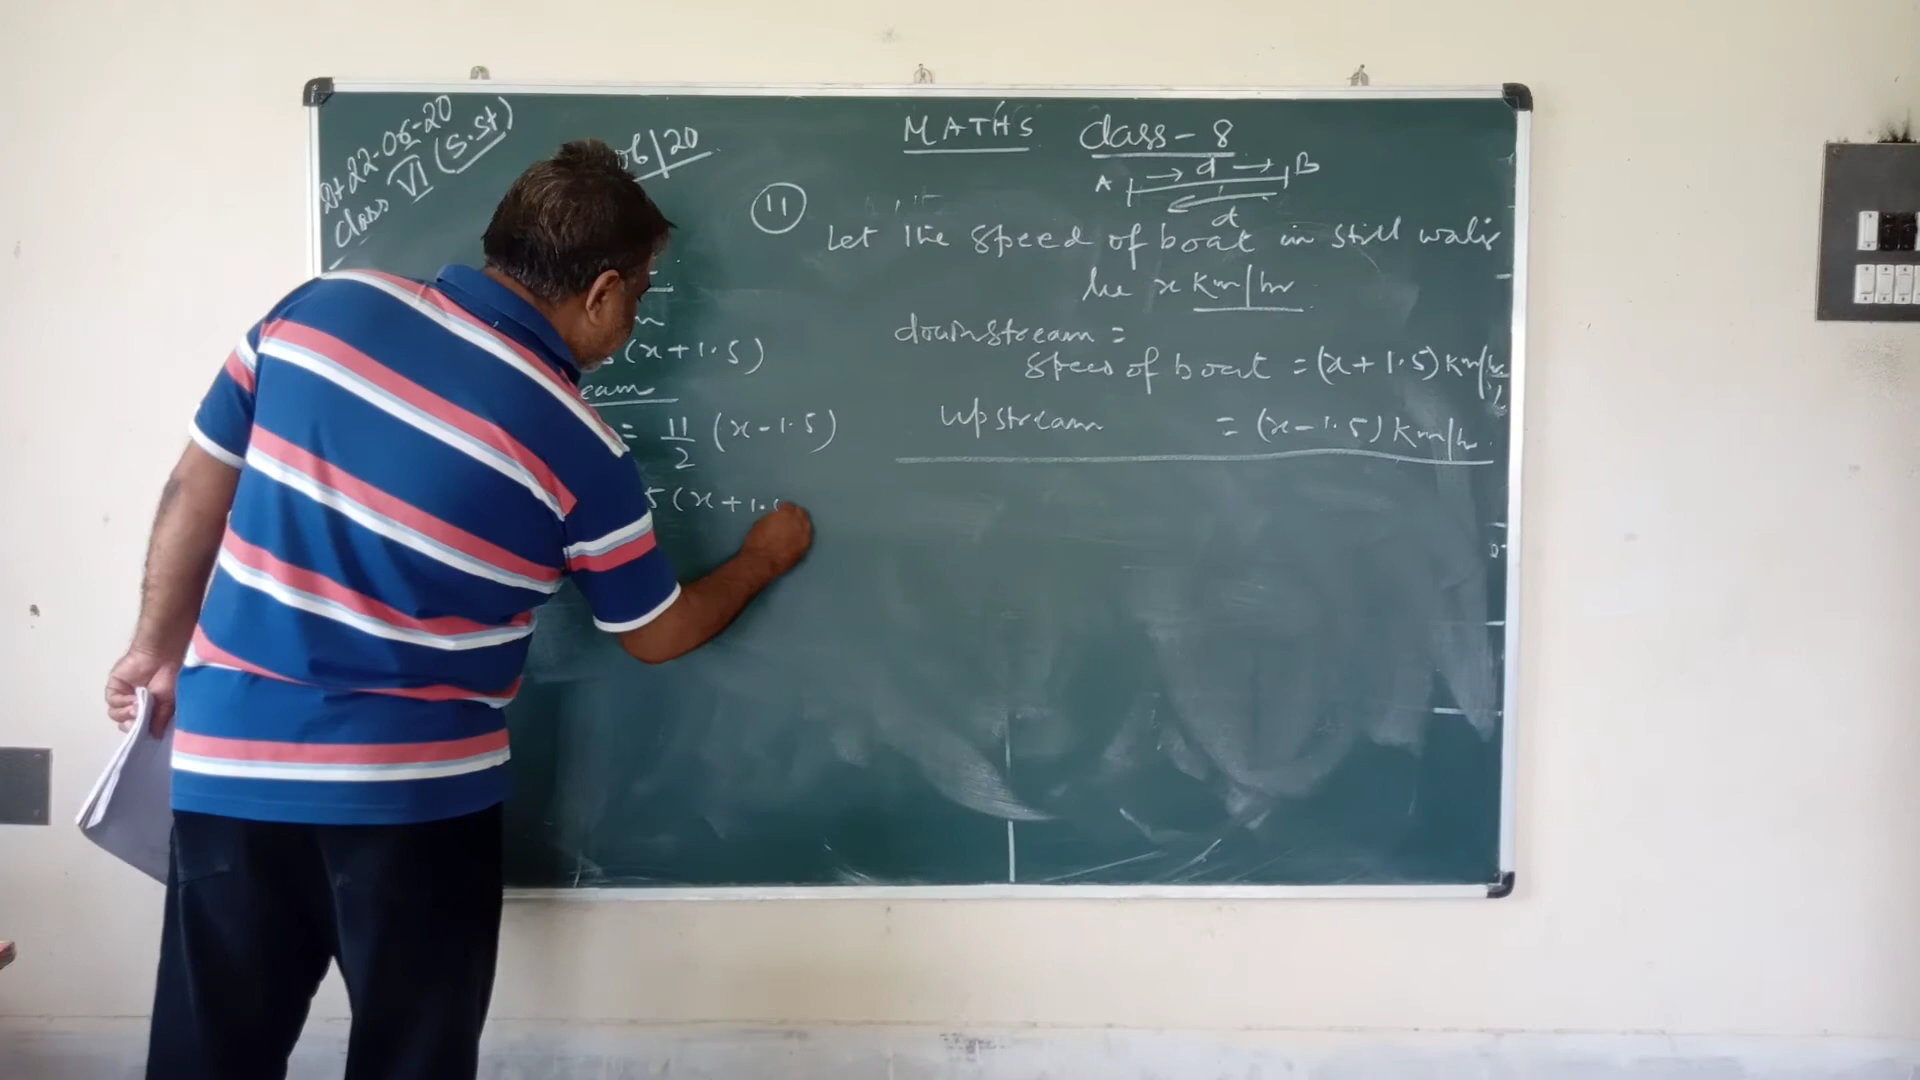 Dt 22-06-20
Class VI (S.St)
06/20
MATHS Class-8
A → d → B
d
11
Let the speed of boat in still water
be x km/hr
downstream =
Speed of boat = (x + 1.5) km/hr
upstream = (x - 1.5) km/hr
(x + 1.5)
eam
= 11/2 (x - 1.5)
5(x + 1.